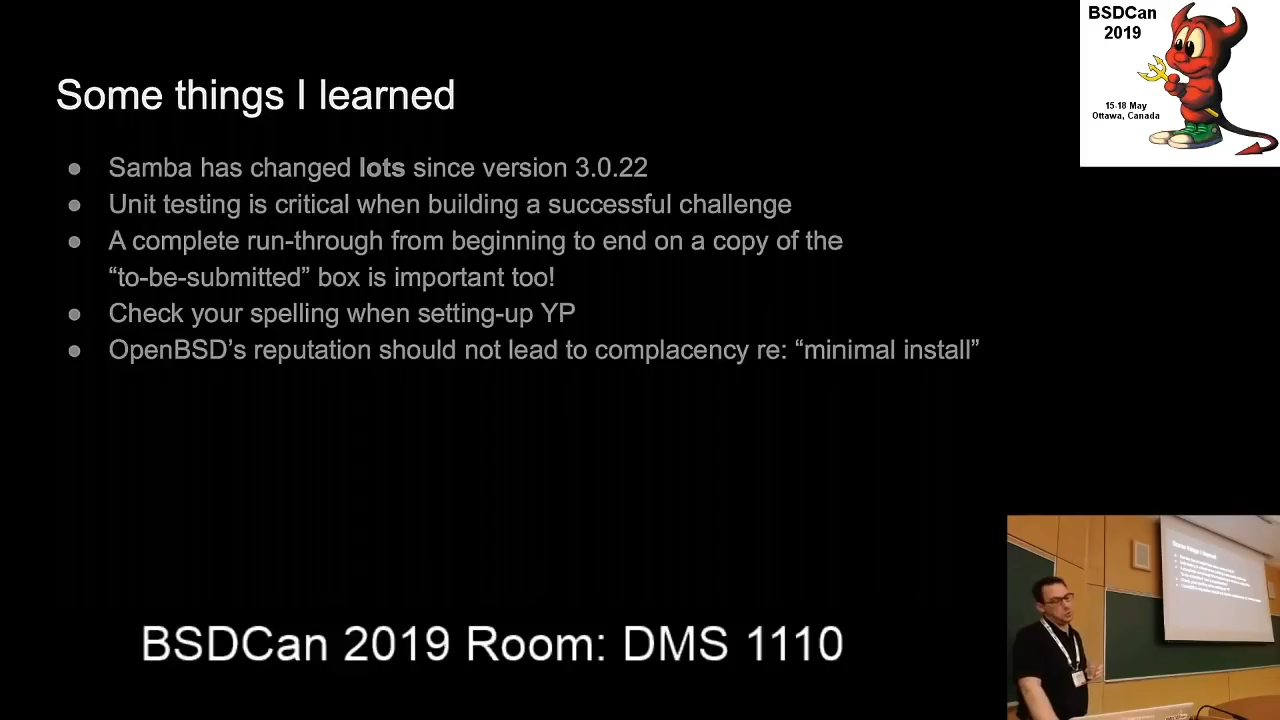 BSDCan
2019
15-18 May
Ottawa, Canada
Some things I learned
● Samba has changed lots since version 3.0.22
● Unit testing is critical when building a successful challenge
● A complete run-through from beginning to end on a copy of the
“to-be-submitted” box is important too!
● Check your spelling when setting-up YP
● OpenBSD’s reputation should not lead to complacency re: “minimal install”
BSDCan 2019 Room: DMS 1110
Some things I learned